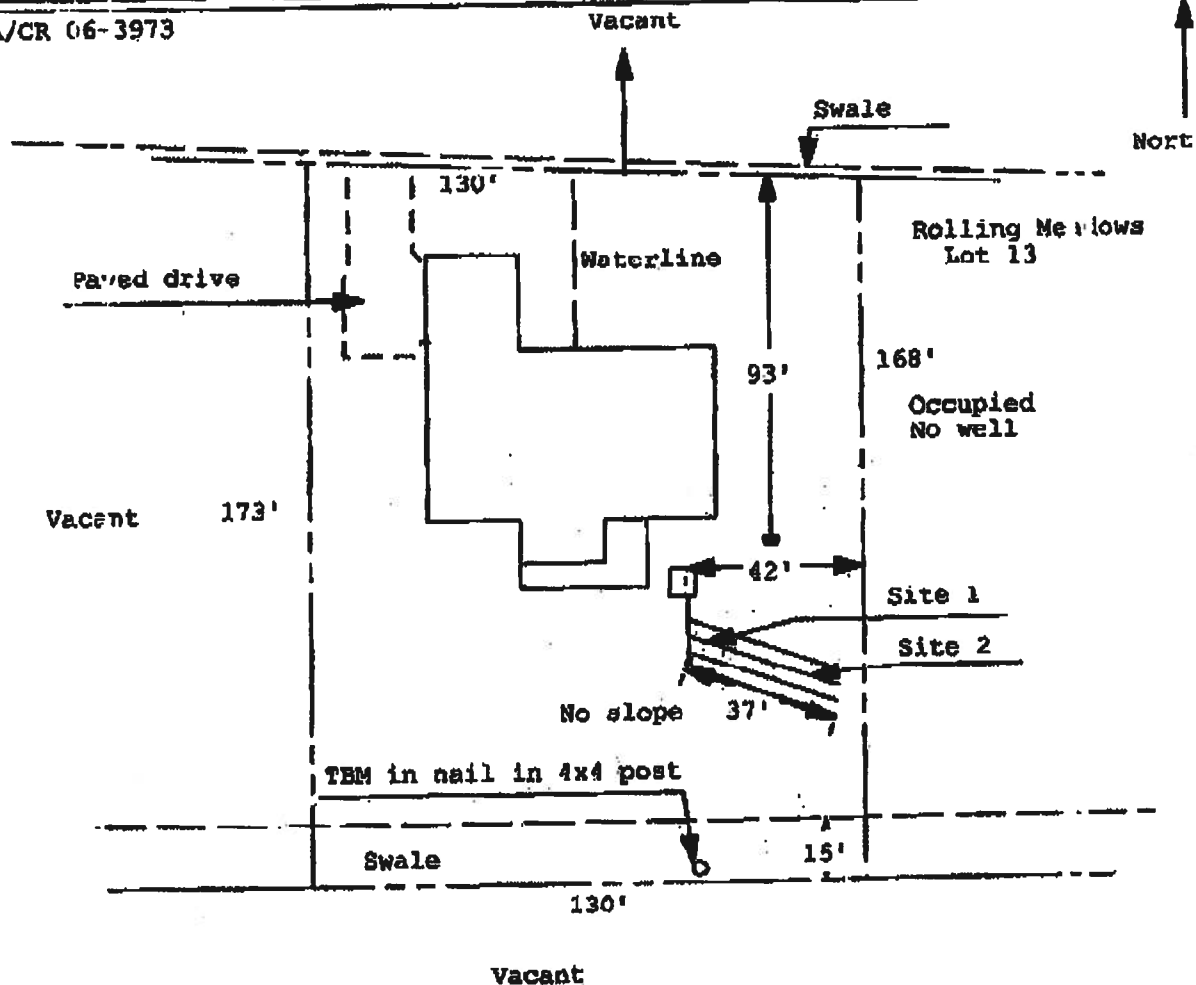 /CR 06-3973
Vacant
Swale
Nort
130'
Rolling Meadows
Lot 13
Waterline
Paved drive
93'
168'
Occupied
No well
Vacant
173'
42'
Site 1
Site 2
No slope
37'
TBM in nail in 4x4 post
15'
Swale
130'
Vacant